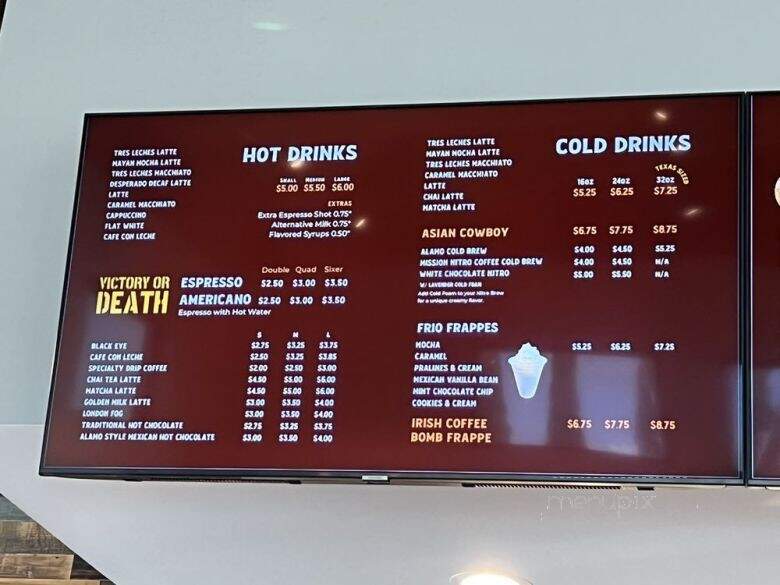 HOT DRINKS
TRES LECHES LATTE
MAYAN MOCHA LATTE
TRES LECHES MACCHIATO
DESPERADO DECAF LATTE
LATTE
CARAMEL MACCHIATO
CAPPUCCINO
FLAT WHITE
CAFE CON LECHE
SMALL MEDIUM LARGE
$5.00 $5.50 $6.00
EXTRAS
Extra Espresso Shot 0.75*
Alternative Milk 0.75*
Flavored Syrups 0.50*
VICTORY OR
DEATH
Double Quad Sixer
ESPRESSO $2.50 $3.00 $3.50
AMERICANO $2.50 $3.00 $3.50
Espresso with Hot Water
S M L
BLACK EYE $2.75 $3.25 $3.75
CAFE CON LECHE $2.50 $3.25 $3.85
SPECIALTY DRIP COFFEE $2.00 $2.50 $3.00
CHAI TEA LATTE $4.50 $5.00 $6.00
MATCHA LATTE $4.50 $5.00 $6.00
GOLDEN MILK LATTE $3.00 $3.50 $4.00
LONDON FOG $3.00 $3.50 $4.00
TRADITIONAL HOT CHOCOLATE $2.75 $3.25 $3.75
ALAMO STYLE MEXICAN HOT CHOCOLATE $3.00 $3.50 $4.00
COLD DRINKS
TRES LECHES LATTE
MAYAN MOCHA LATTE
TRES LECHES MACCHIATO
CARAMEL MACCHIATO
LATTE
CHAI LATTE
MATCHA LATTE
TEXAS SIZED
16oz 24oz 32oz
$5.25 $6.25 $7.25
ASIAN COWBOY $6.75 $7.75 $8.75
ALAMO COLD BREW $4.00 $4.50 $5.25
MISSION NITRO COFFEE COLD BREW $4.00 $4.50 N/A
WHITE CHOCOLATE NITRO $5.00 $5.50 N/A
W/ LAVENDER COLD FOAM
Add Cold Foam to your Nitro Brew
for a unique creamy flavor.
FRIO FRAPPES
MOCHA $5.25 $6.25 $7.25
CARAMEL
PRALINES & CREAM
MEXICAN VANILLA BEAN
MINT CHOCOLATE CHIP
COOKIES & CREAM
IRISH COFFEE $6.75 $7.75 $8.75
BOMB FRAPPE
menupix